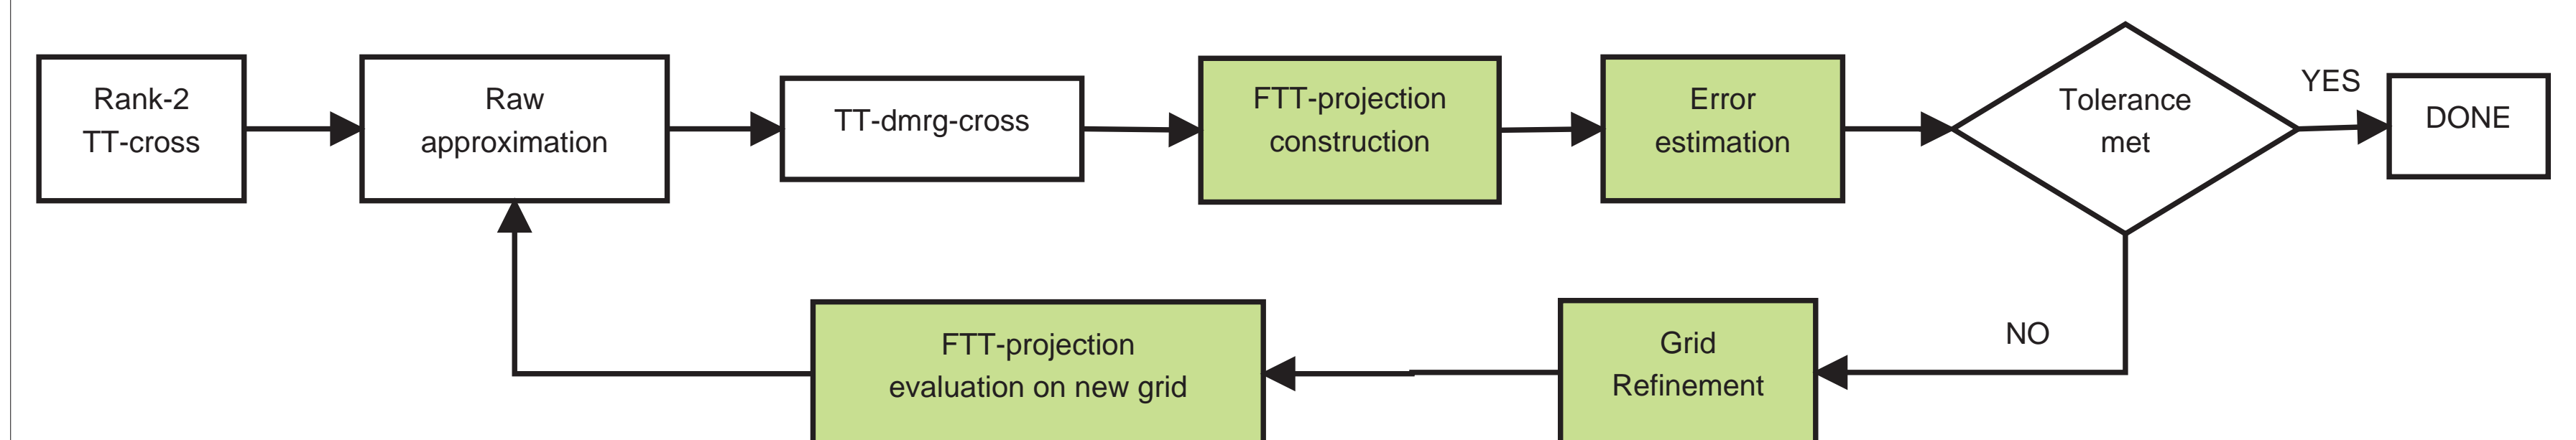 Rank-2
TT-cross
Raw
approximation
TT-dmrg-cross
FTT-projection
construction
Error
estimation
Tolerance
met
YES
DONE
NO
Grid
Refinement
FTT-projection
evaluation on new grid